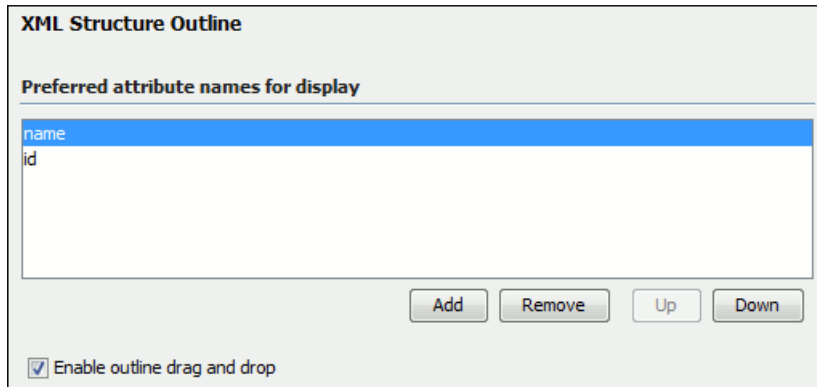 XML Structure Outline
Preferred attribute names for display
name
id
Add Remove Up Down
Enable outline drag and drop